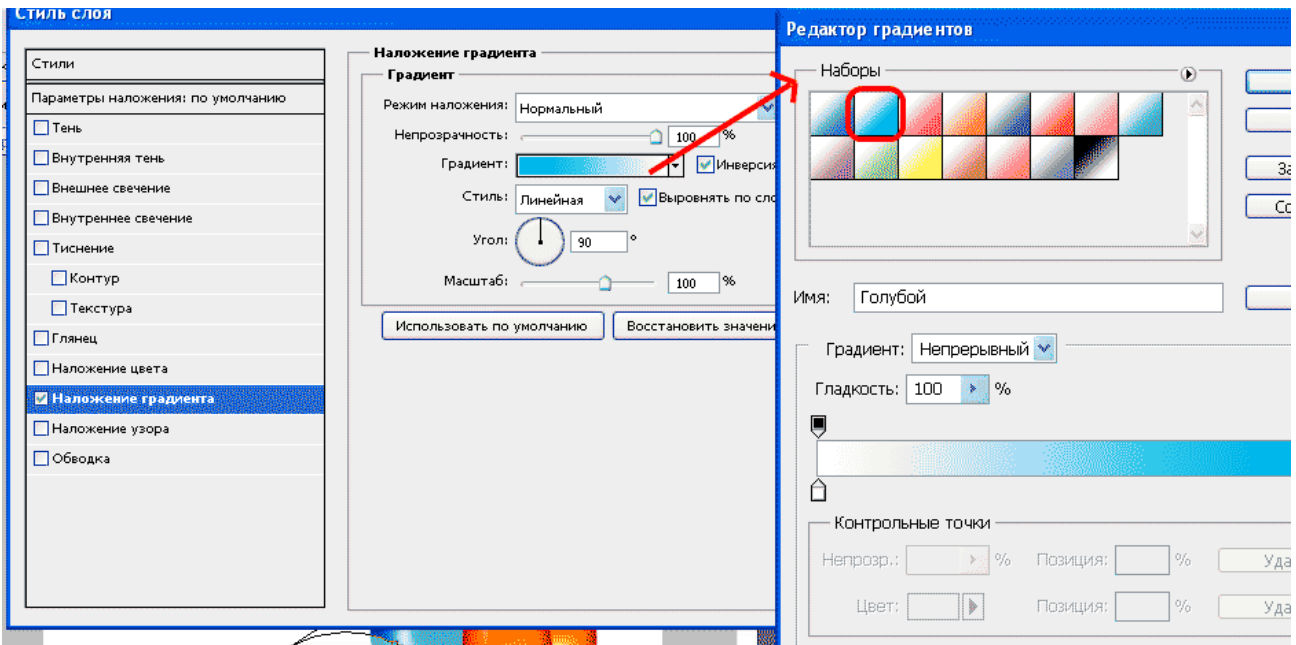 Стиль слоя
Стили
Параметры наложения: по умолчанию
Тень
Внутренняя тень
Внешнее свечение
Внутреннее свечение
Тиснение
Контур
Текстура
Глянец
Наложение цвета
Наложение градиента
Наложение узора
Обводка
Наложение градиента
Градиент
Режим наложения: Нормальный
Непрозрачность: 100 %
Градиент: Инверсия
Стиль: Линейная Выровнять по сло
Угол: 90 °
Масштаб: 100 %
Использовать по умолчанию Восстановить значени
Редактор градиентов
Наборы
За
Со
Имя: Голубой
Градиент: Непрерывный
Гладкость: 100 %
Контрольные точки
Непрозр.: % Позиция: % Уда
Цвет: Позиция: % Уда